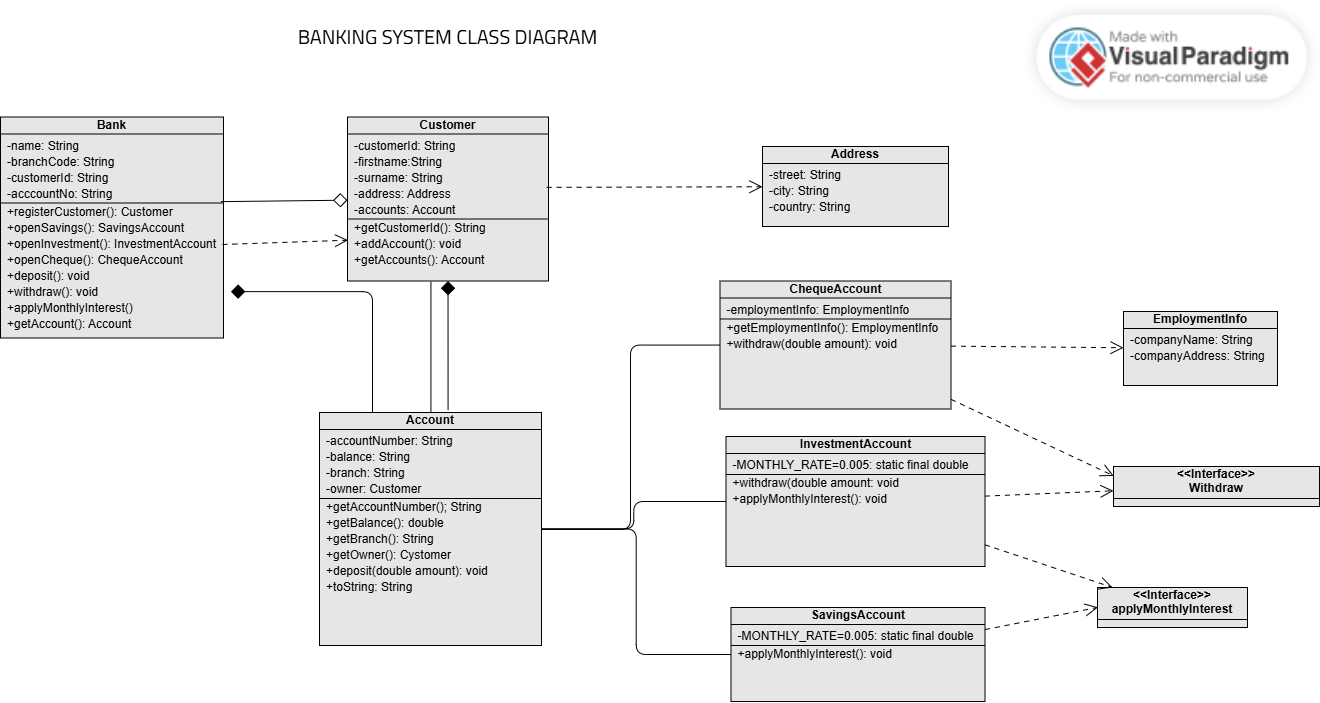 BANKING SYSTEM CLASS DIAGRAM
Made with
Visual Paradigm
For non-commercial use
Bank
-name: String
-branchCode: String
-customerId: String
-acccountNo: String
+registerCustomer(): Customer
+openSavings(): SavingsAccount
+openInvestment(): InvestmentAccount
+openCheque(): ChequeAccount
+deposit(): void
+withdraw(): void
+applyMonthlyInterest()
+getAccount(): Account
Customer
-customerId: String
-firstname:String
-surname: String
-address: Address
-accounts: Account
+getCustomerId(): String
+addAccount(): void
+getAccounts(): Account
Address
-street: String
-city: String
-country: String
ChequeAccount
-employmentInfo: EmploymentInfo
+getEmploymentInfo(): EmploymentInfo
+withdraw(double amount): void
EmploymentInfo
-companyName: String
-companyAddress: String
Account
-accountNumber: String
-balance: String
-branch: String
-owner: Customer
+getAccountNumber(); String
+getBalance(): double
+getBranch(): String
+getOwner(): Cystomer
+deposit(double amount): void
+toString: String
InvestmentAccount
-MONTHLY_RATE=0.005: static final double
+withdraw(double amount: void
+applyMonthlyInterest(): void
<<Interface>>
Withdraw
<<Interface>>
applyMonthlyInterest
SavingsAccount
-MONTHLY_RATE=0.005: static final double
+applyMonthlyInterest(): void